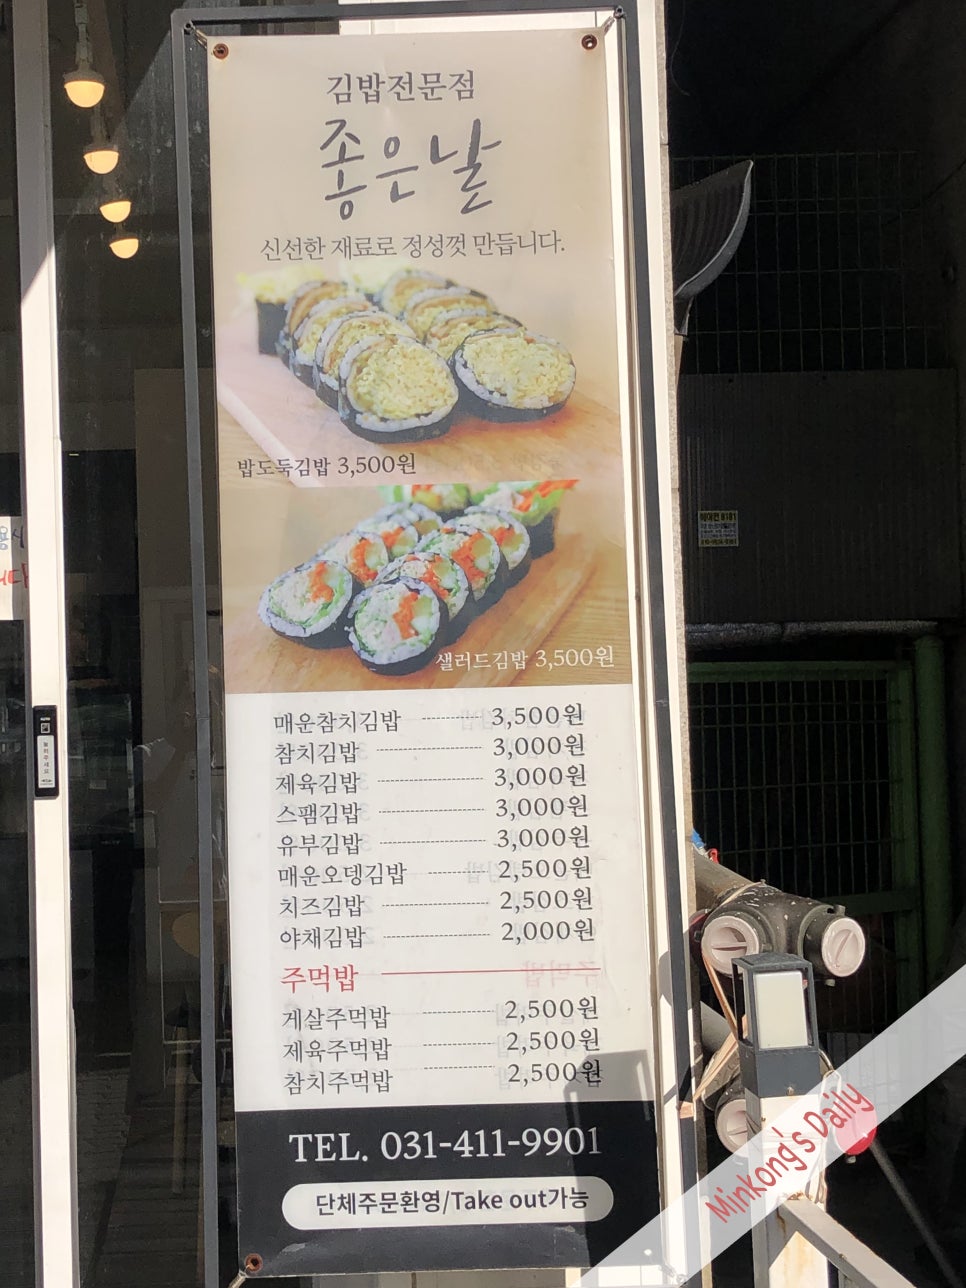 김밥전문점
좋은날
신선한 재료로 정성껏 만듭니다.
밥도둑김밥 3,500원
샐러드김밥 3,500원
매운참치김밥 3,500원
참치김밥 3,000원
제육김밥 3,000원
스팸김밥 3,000원
유부김밥 3,000원
매운오뎅김밥 2,500원
치즈김밥 2,500원
야채김밥 2,000원
주먹밥
게살주먹밥 2,500원
제육주먹밥 2,500원
참치주먹밥 2,500원
TEL. 031-411-9901
단체주문환영/Take out가능
Minkong's Daily